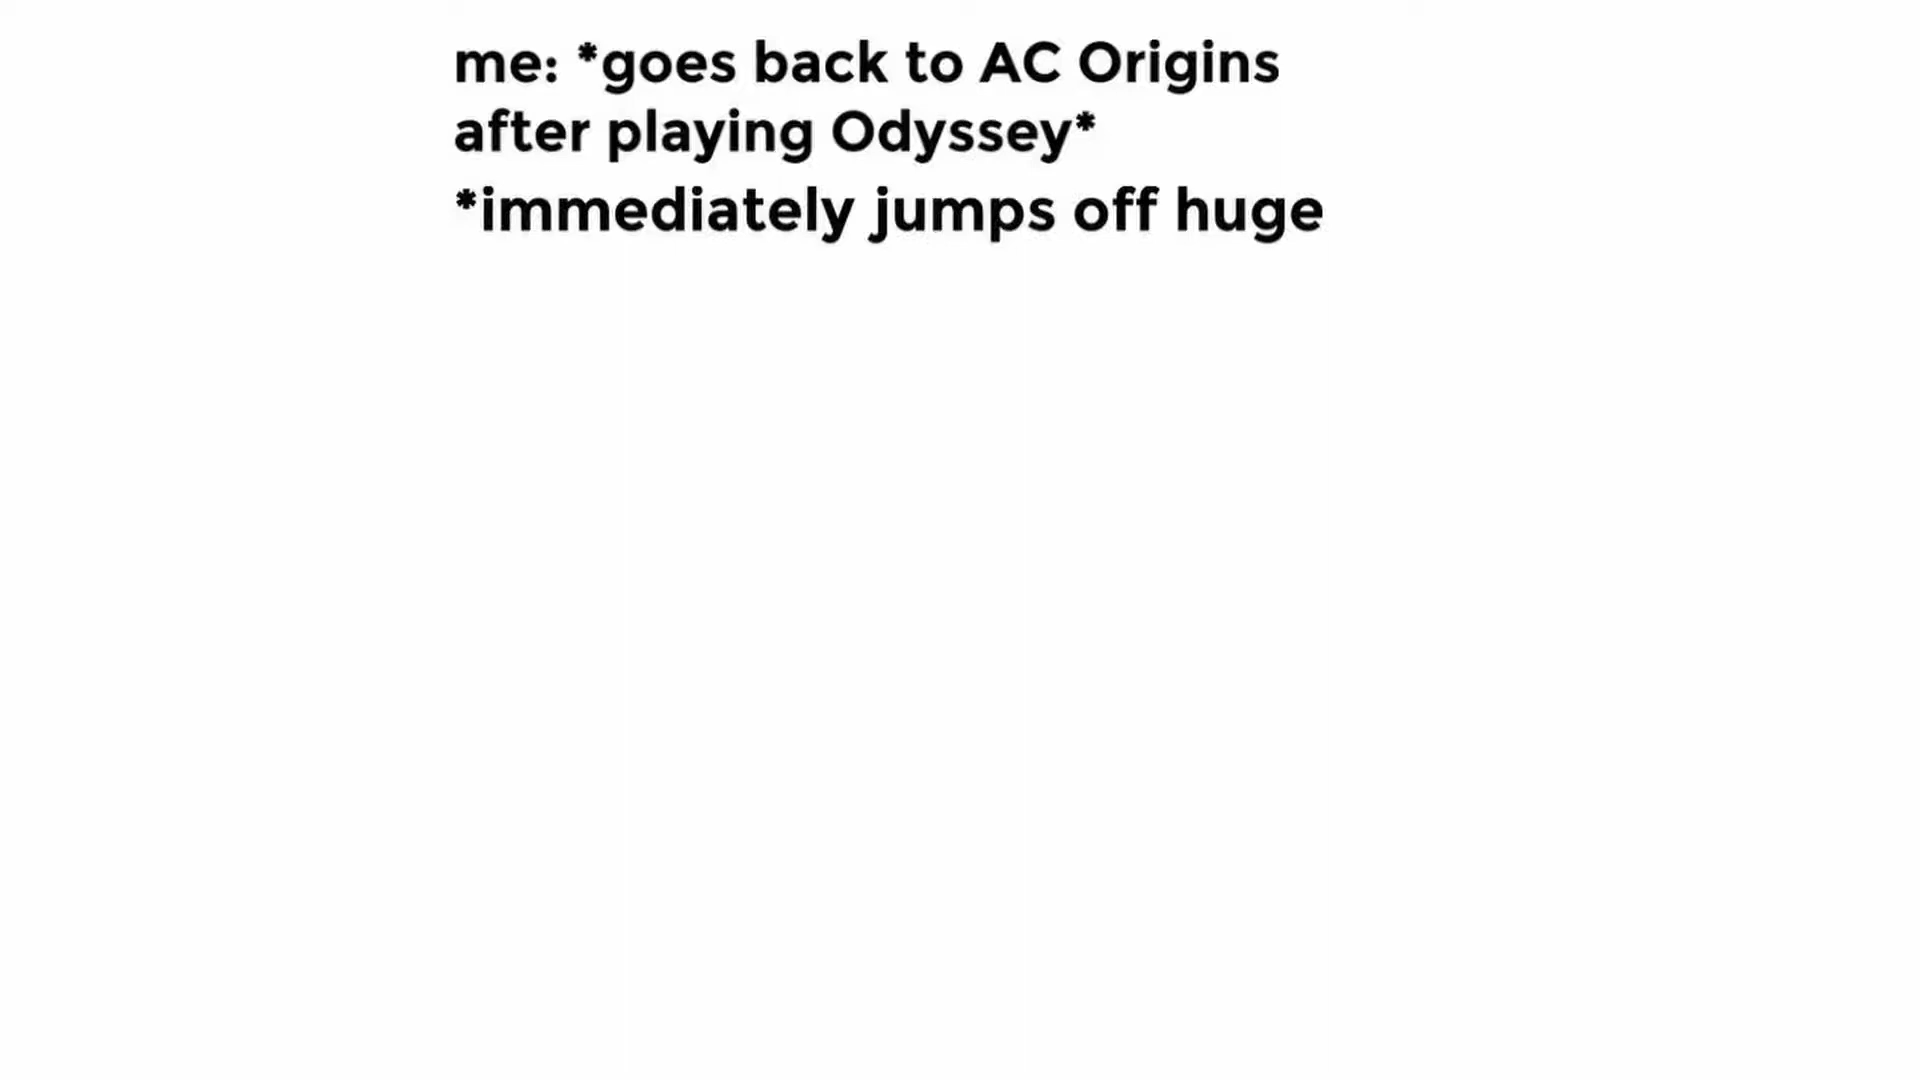 me: *goes back to AC Origins
after playing Odyssey*
*immediately jumps off huge